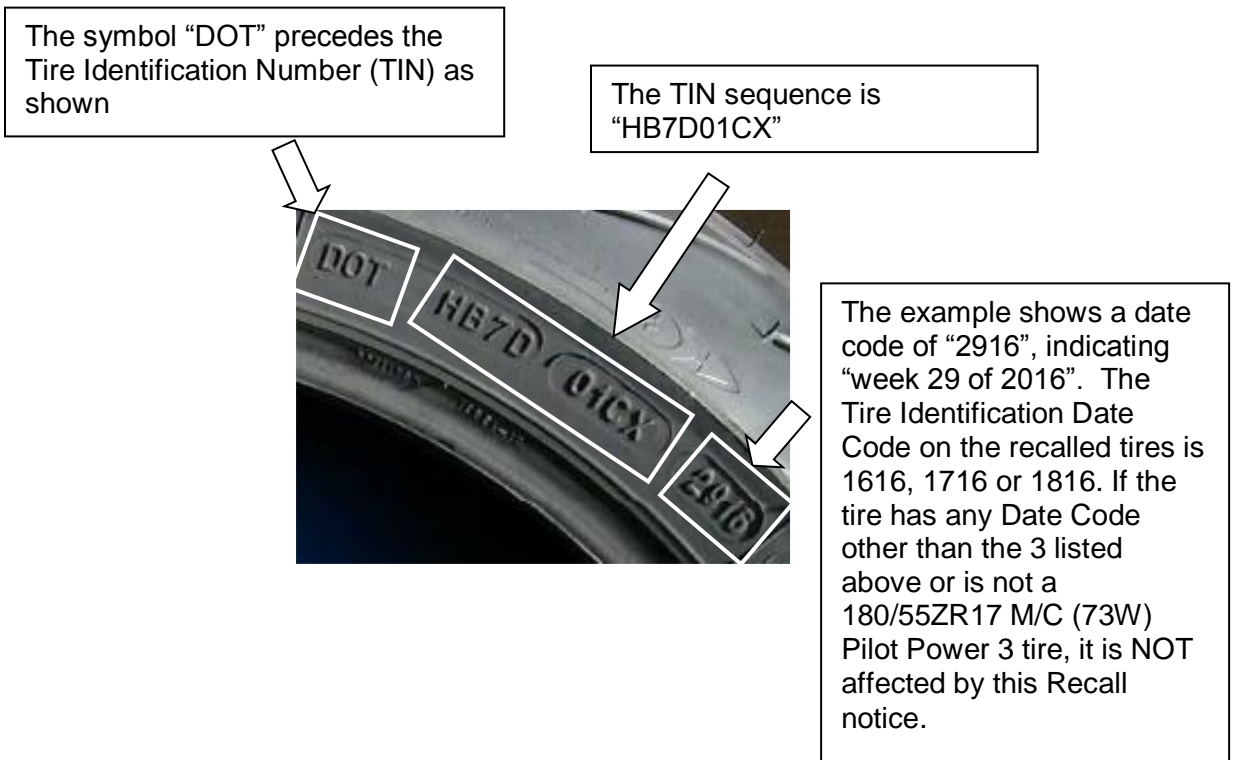 The symbol “DOT” precedes the
Tire Identification Number (TIN) as
shown
The TIN sequence is
“HB7D01CX”
DOT
HB7D 01CX
2916
The example shows a date
code of “2916”, indicating
“week 29 of 2016”.  The
Tire Identification Date
Code on the recalled tires is
1616, 1716 or 1816. If the
tire has any Date Code
other than the 3 listed
above or is not a
180/55ZR17 M/C (73W)
Pilot Power 3 tire, it is NOT
affected by this Recall
notice.